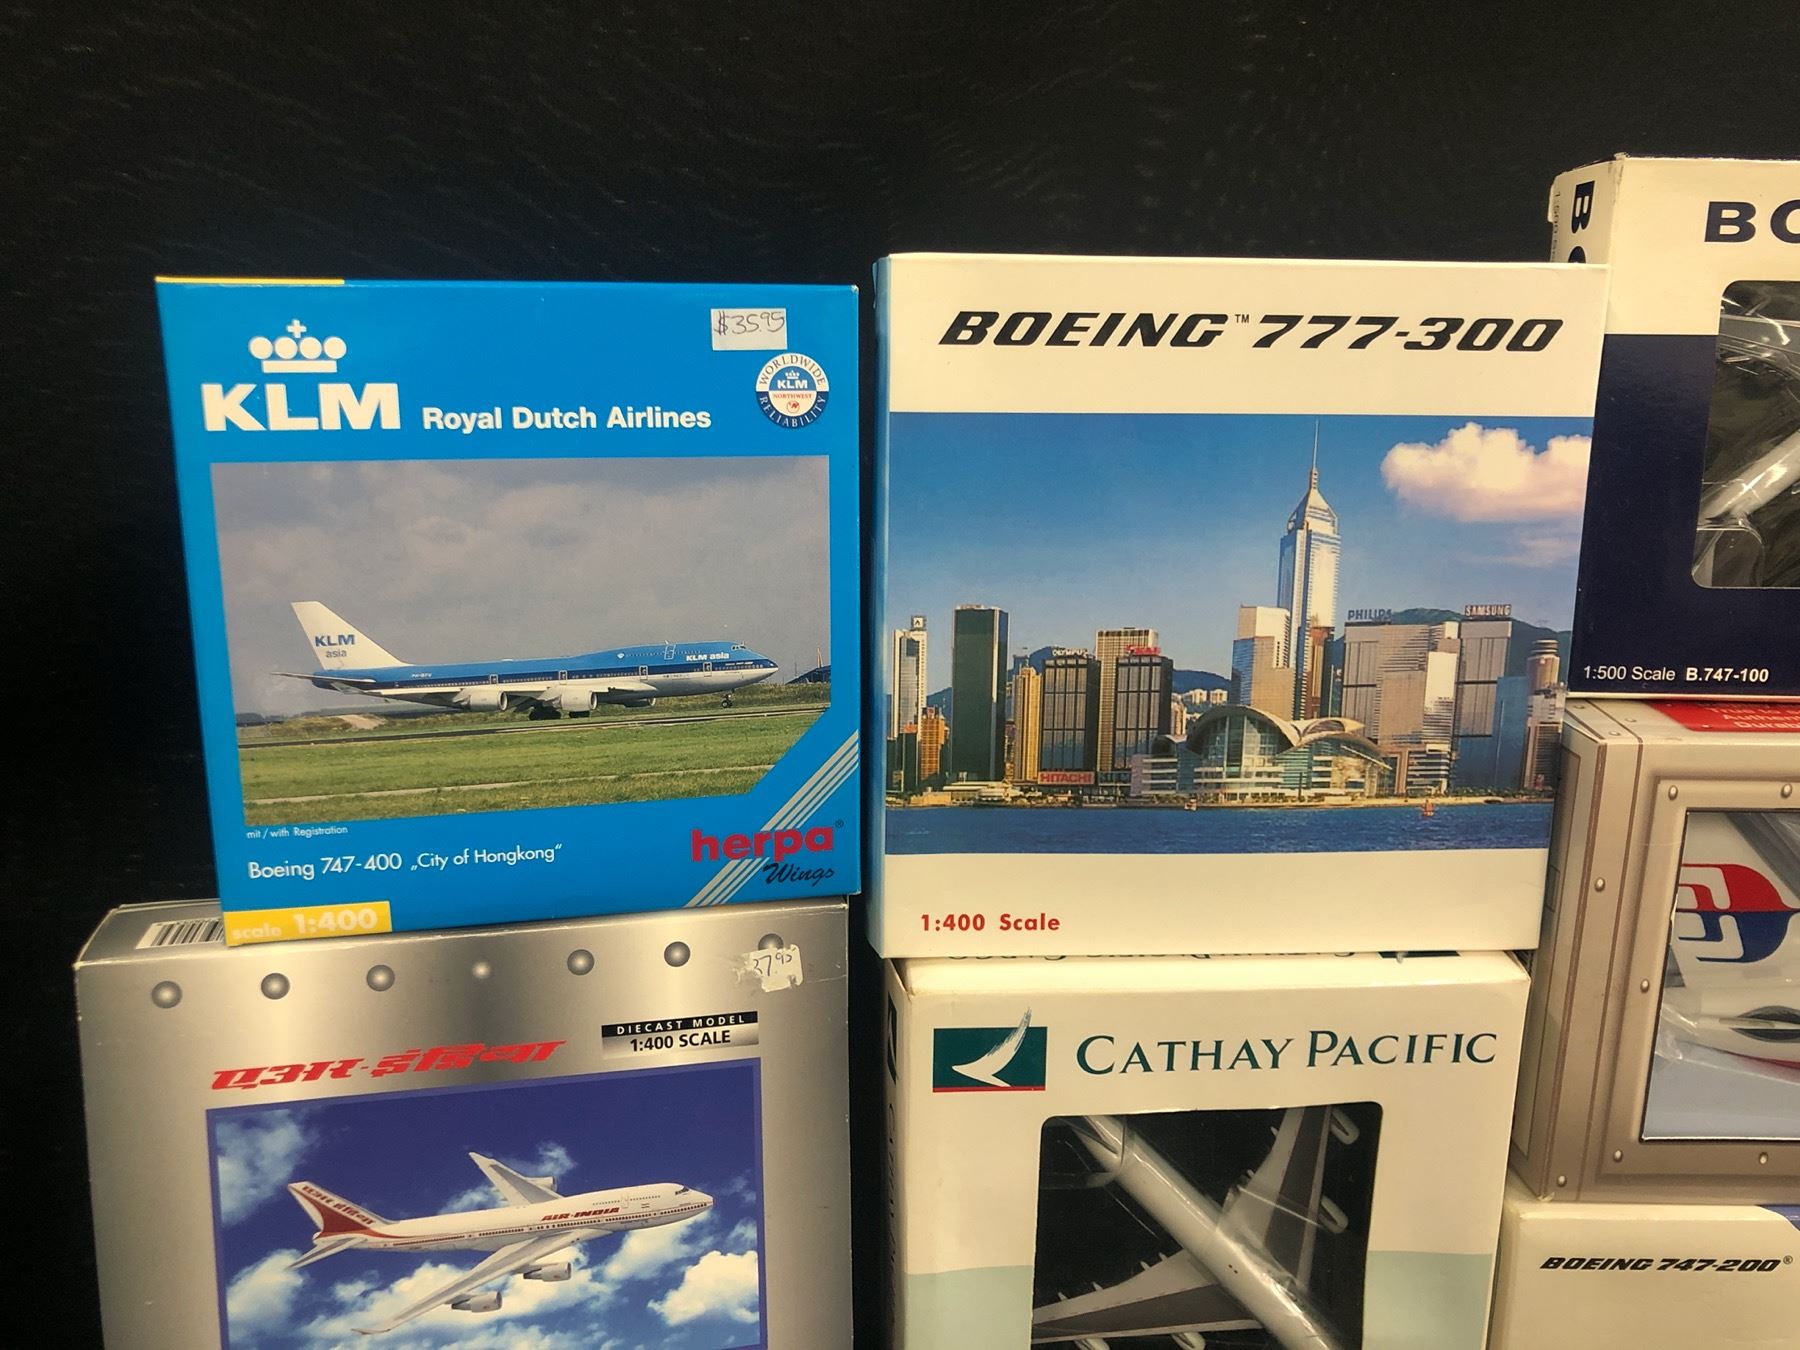 $35.95
WORLDWIDE
KLM
NORTHWEST
RELIABILITY
KLM Royal Dutch Airlines
KLM
asia
KLM asia
mit / with Registration
Boeing 747-400 „City of Hongkong“
herpa®
Wings
scale 1:400
BOEING™ 777-300
PHILIPS
SAMSUNG
OLYMPUS
HITACHI
1:400 Scale
BO
1:500 Scale B.747-100
37.95
DIECAST MODEL
1:400 SCALE
एअर-इंडिया
AIR-INDIA
CATHAY PACIFIC
BOEING 747-200®